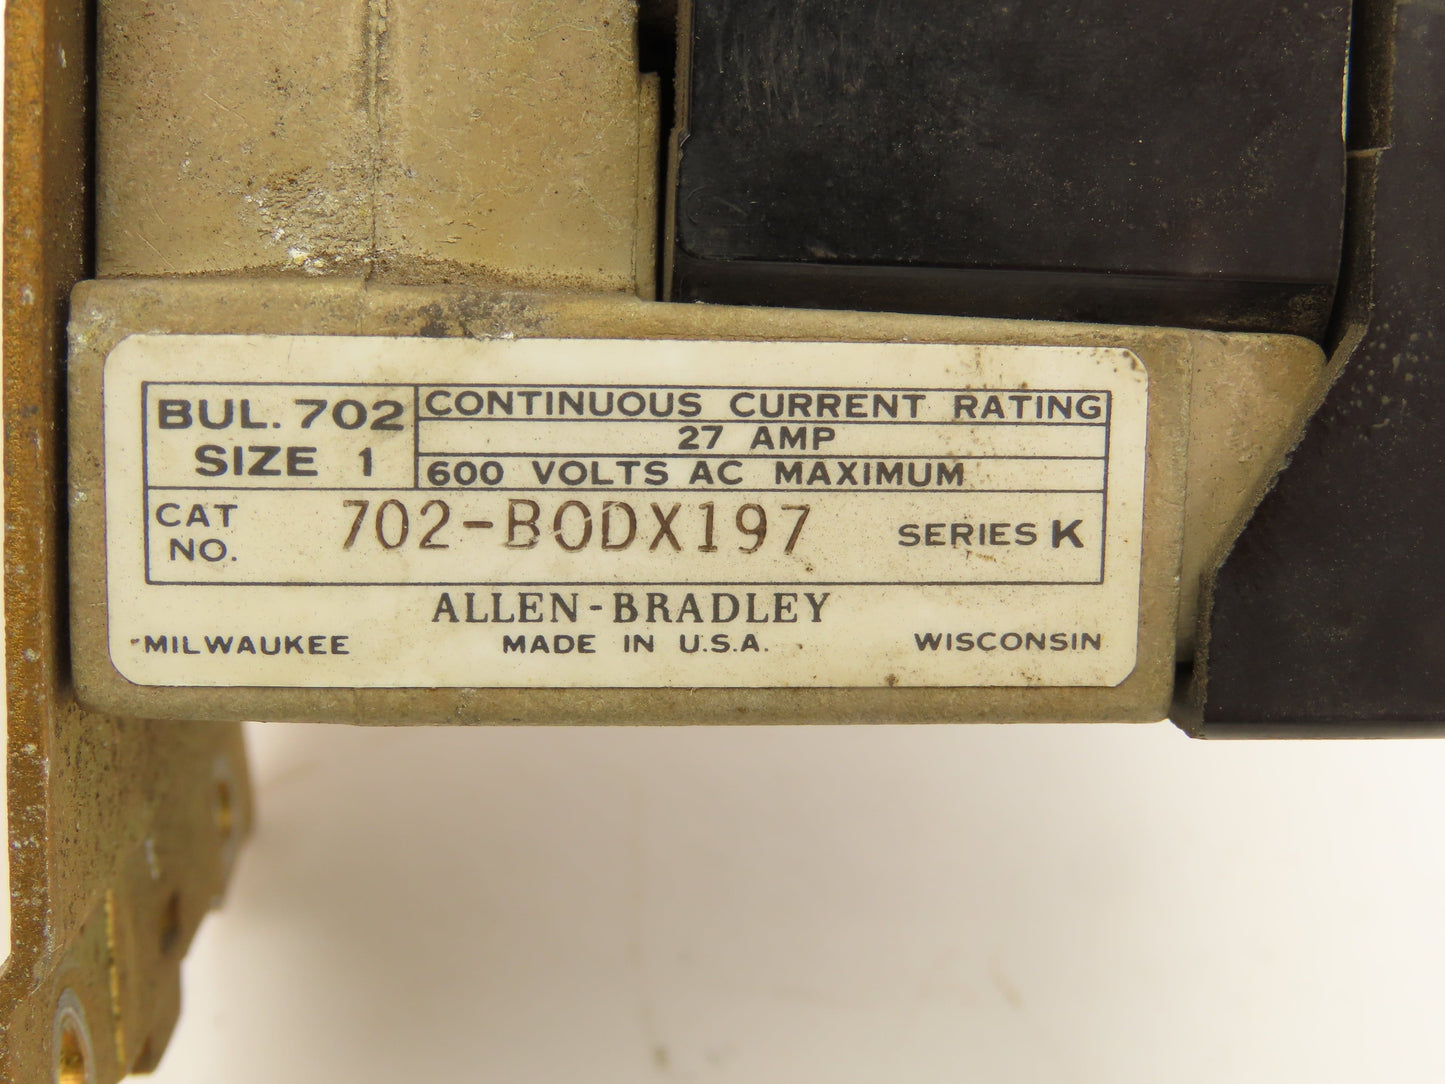 BUL. 702
SIZE 1
CONTINUOUS CURRENT RATING
27 AMP
600 VOLTS AC MAXIMUM
CAT NO. 702-BODX197 SERIES K
ALLEN-BRADLEY
MILWAUKEE MADE IN U.S.A. WISCONSIN